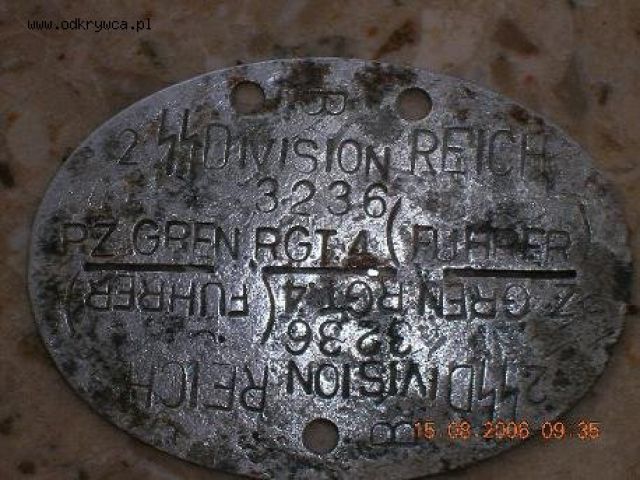 www.odkrywca.pl
B
2 ᛋᛋ DIVISION REICH
3236
PZ.GREN.RGT.4 (FUHRER)
PZ.GREN.RGT.4 (FUHRER)
3236
2 ᛋᛋ DIVISION REICH
B
15 08 2006 09:35